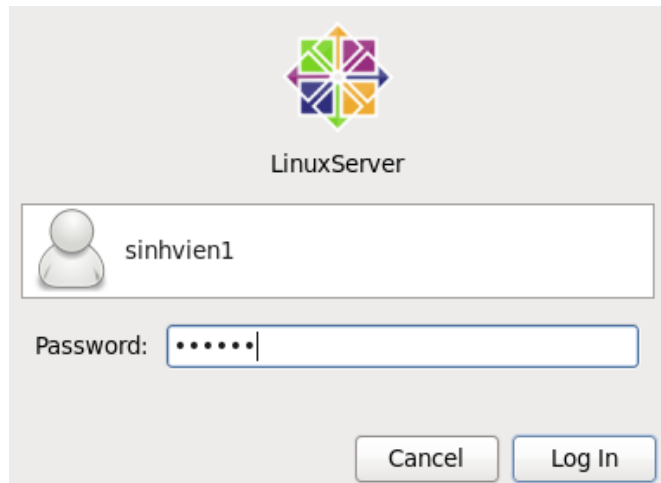 LinuxServer
sinhvien1
Password: ••••••
Cancel Log In